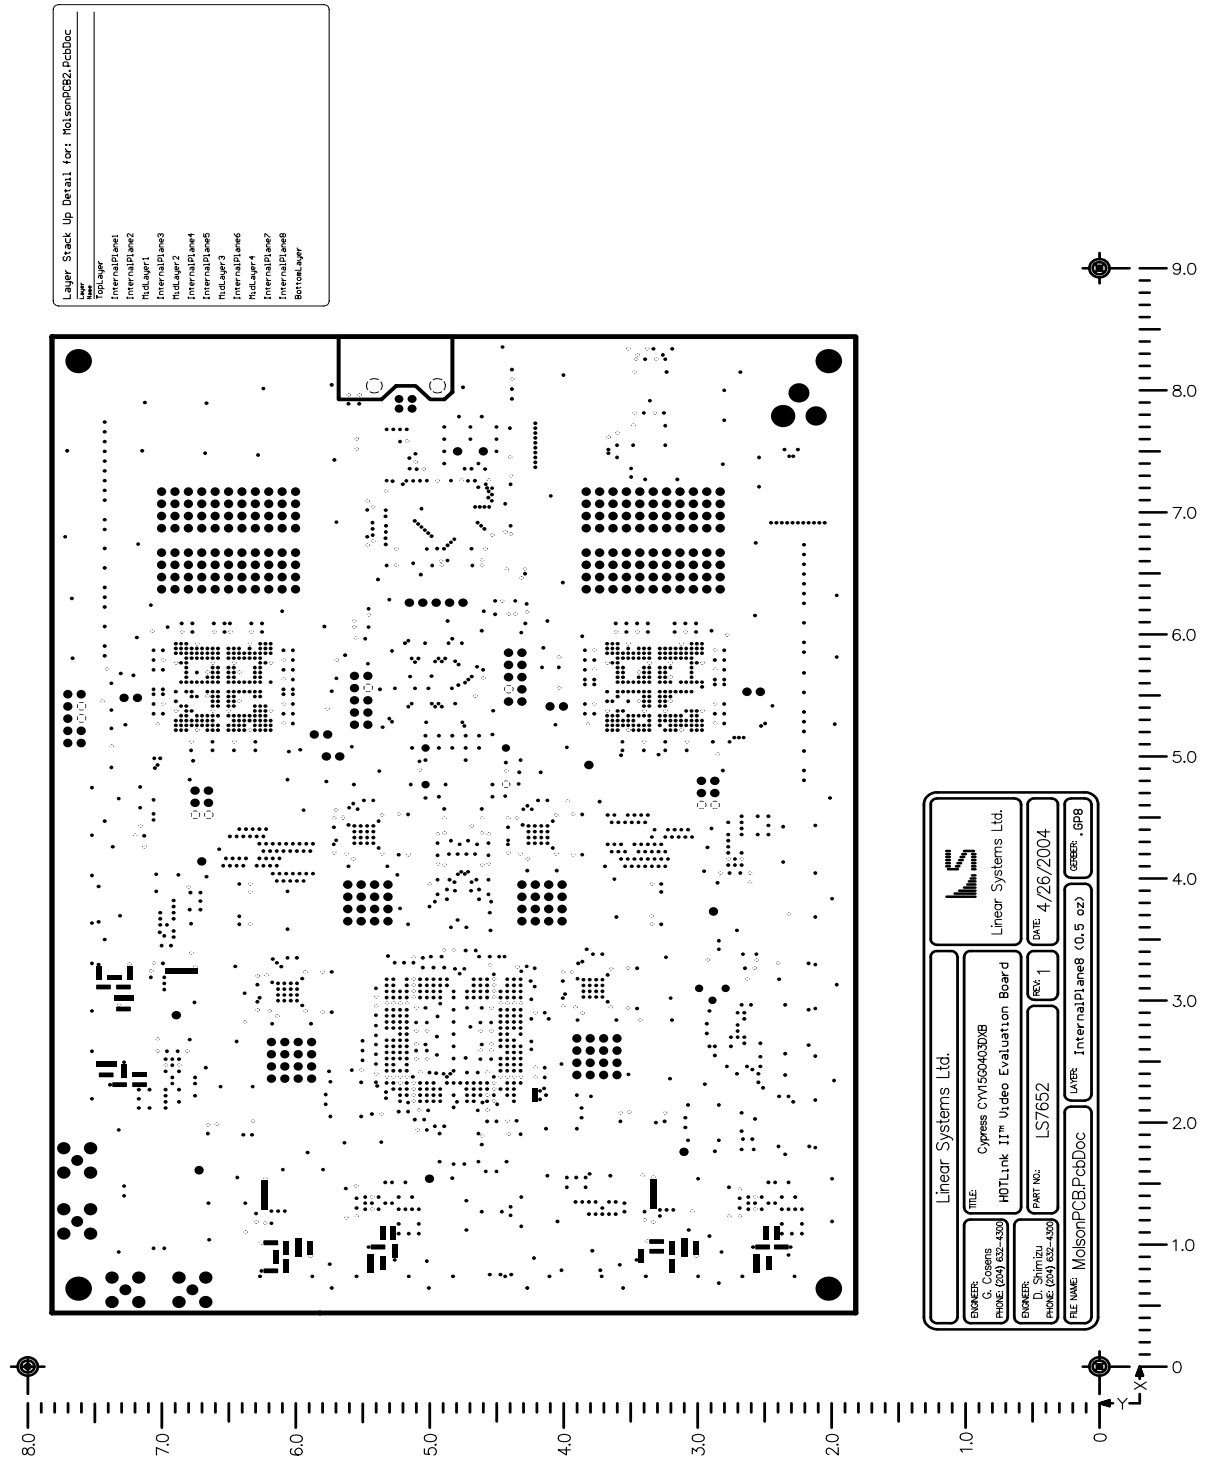 Layer Stack Up Detail for: MolsonPCB2.PcbDoc
Layer
Name
TopLayer
InternalPlane1
InternalPlane2
MidLayer1
InternalPlane3
MidLayer2
InternalPlane4
InternalPlane5
MidLayer3
InternalPlane6
MidLayer4
InternalPlane7
InternalPlane8
BottomLayer
9.0
8.0
7.0
6.0
5.0
4.0
3.0
2.0
1.0
0
X
Y
8.0
7.0
6.0
5.0
4.0
3.0
2.0
1.0
0
Linear Systems Ltd.
LS
Linear Systems Ltd.
ENGINEER:
G. Cosens
PHONE: (204) 632-4300
TITLE:
Cypress CYV15G0403DXB
HOTLink II™ Video Evaluation Board
ENGINEER:
D. Shimizu
PHONE: (204) 632-4300
PART NO.: LS7652
REV: 1
DATE: 4/26/2004
FILE NAME: MolsonPCB.PcbDoc
LAYER: InternalPlane8 (0.5 oz)
GERBER: .GP8